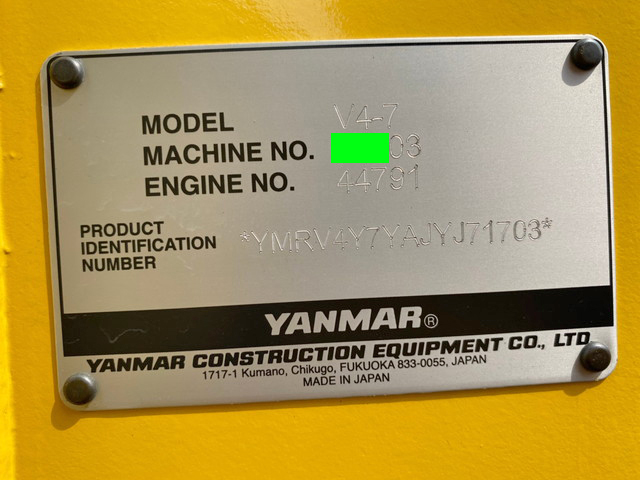 MODEL V4-7
MACHINE NO. 03
ENGINE NO. 44791
PRODUCT
IDENTIFICATION
NUMBER
*YMRV4Y7YAJYJ71703*
YANMAR®
YANMAR CONSTRUCTION EQUIPMENT CO., LTD
1717-1 Kumano, Chikugo, FUKUOKA 833-0055, JAPAN
MADE IN JAPAN